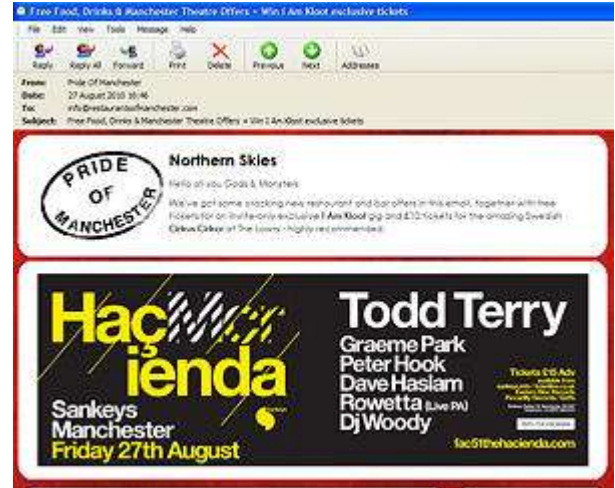 Free Food, Drinks & Manchester Theatre Offers + Win I Am Kloot exclusive tickets
File Edit View Tools Message Help
Reply Reply All Forward Print Delete Previous Next Addresses
From: Pride Of Manchester
Date: 27 August 2010 16:46
To: info@restaurantsofmanchester.com
Subject: Free Food, Drinks & Manchester Theatre Offers + Win I Am Kloot exclusive tickets
PRIDE
OF
MANCHESTER
Northern Skies
Hello all you Gods & Monsters
We've got some cracking new restaurant and bar offers in this email, together with free
tickets for an invite-only exclusive I Am Kloot gig and £10 tickets for the amazing Swedish
Cirkus Cirkör at The Lowry - highly recommended.
Haç
ienda
Sankeys
Manchester
Friday 27th August
Todd Terry
Graeme Park
Peter Hook
Dave Haslam
Rowetta (Live PA)
Dj Woody
Tickets £15 Adv
fac51thehacienda.com